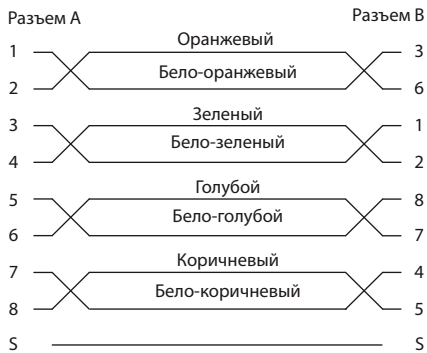 Разъем А Разъем В
Оранжевый
1 3
Бело-оранжевый
2 6
Зеленый
3 1
Бело-зеленый
4 2
Голубой
5 8
Бело-голубой
6 7
Коричневый
7 4
Бело-коричневый
8 5
S S